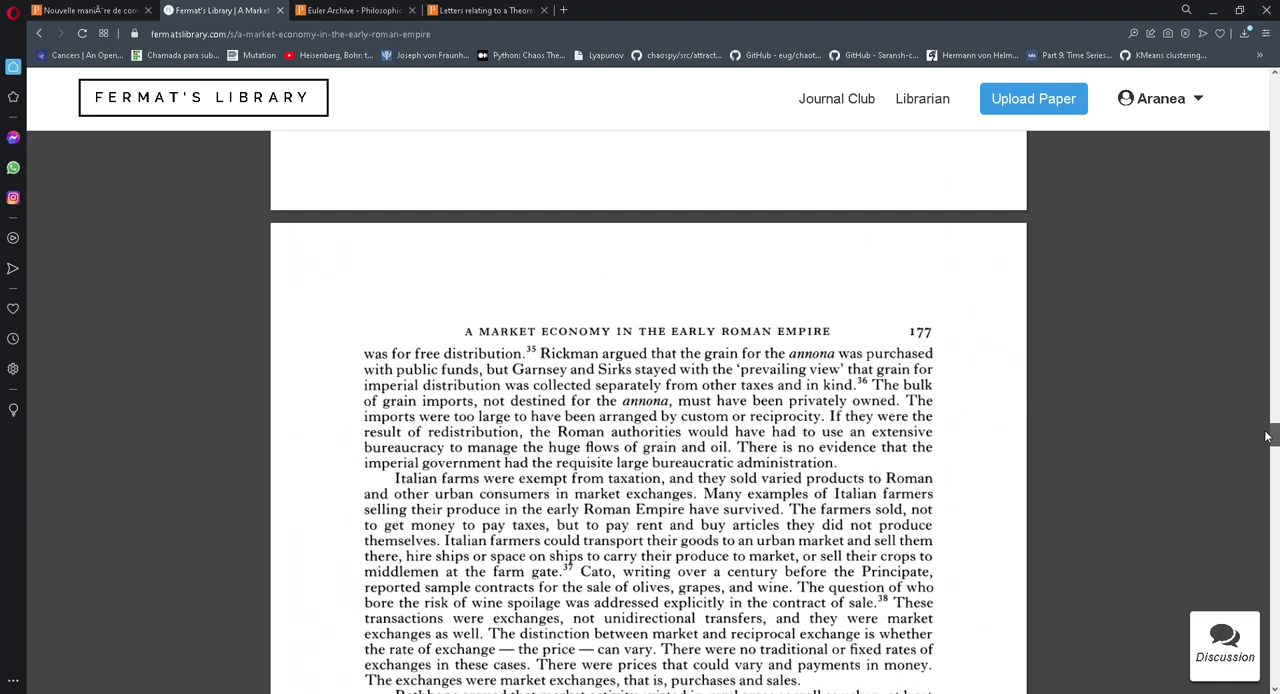 Nouvelle maniÃ¨re de com
Fermat's Library | A Market
Euler Archive - Philosophic
Letters relating to a Theore
fermatslibrary.com/s/a-market-economy-in-the-early-roman-empire
Cancers | An Open...
Chamada para sub...
Mutation
Heisenberg, Bohr: t...
Joseph von Fraunh...
Python: Chaos The...
Lyapunov
chaospy/src/attract...
GitHub - eug/chaot...
GitHub - Saransh-c...
Hermann von Helm...
Part 9: Time Series...
KMeans clustering,...
FERMAT'S LIBRARY
Journal Club
Librarian
Upload Paper
Aranea
A MARKET ECONOMY IN THE EARLY ROMAN EMPIRE 177
was for free distribution.35 Rickman argued that the grain for the annona was purchased
with public funds, but Garnsey and Sirks stayed with the 'prevailing view' that grain for
imperial distribution was collected separately from other taxes and in kind.36 The bulk
of grain imports, not destined for the annona, must have been privately owned. The
imports were too large to have been arranged by custom or reciprocity. If they were the
result of redistribution, the Roman authorities would have had to use an extensive
bureaucracy to manage the huge flows of grain and oil. There is no evidence that the
imperial government had the requisite large bureaucratic administration.
Italian farms were exempt from taxation, and they sold varied products to Roman
and other urban consumers in market exchanges. Many examples of Italian farmers
selling their produce in the early Roman Empire have survived. The farmers sold, not
to get money to pay taxes, but to pay rent and buy articles they did not produce
themselves. Italian farmers could transport their goods to an urban market and sell them
there, hire ships or space on ships to carry their produce to market, or sell their crops to
middlemen at the farm gate.37 Cato, writing over a century before the Principate,
reported sample contracts for the sale of olives, grapes, and wine. The question of who
bore the risk of wine spoilage was addressed explicitly in the contract of sale.38 These
transactions were exchanges, not unidirectional transfers, and they were market
exchanges as well. The distinction between market and reciprocal exchange is whether
the rate of exchange — the price — can vary. There were no traditional or fixed rates of
exchanges in these cases. There were prices that could vary and payments in money.
The exchanges were market exchanges, that is, purchases and sales.
Discussion